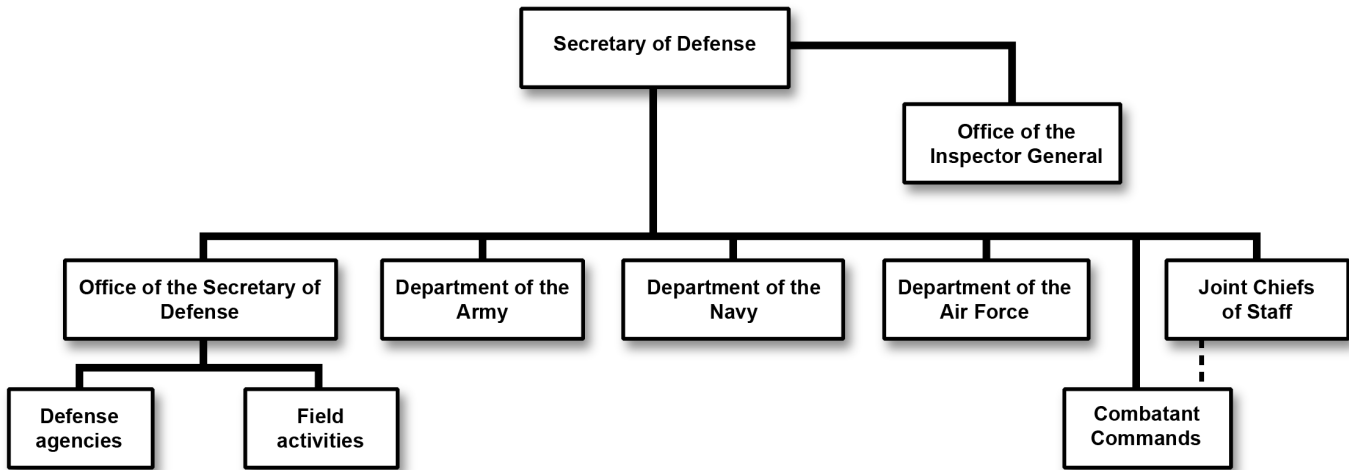 Secretary of Defense
Office of the
Inspector General
Office of the Secretary of
Defense
Department of the
Army
Department of the
Navy
Department of the
Air Force
Joint Chiefs
of Staff
Defense
agencies
Field
activities
Combatant
Commands